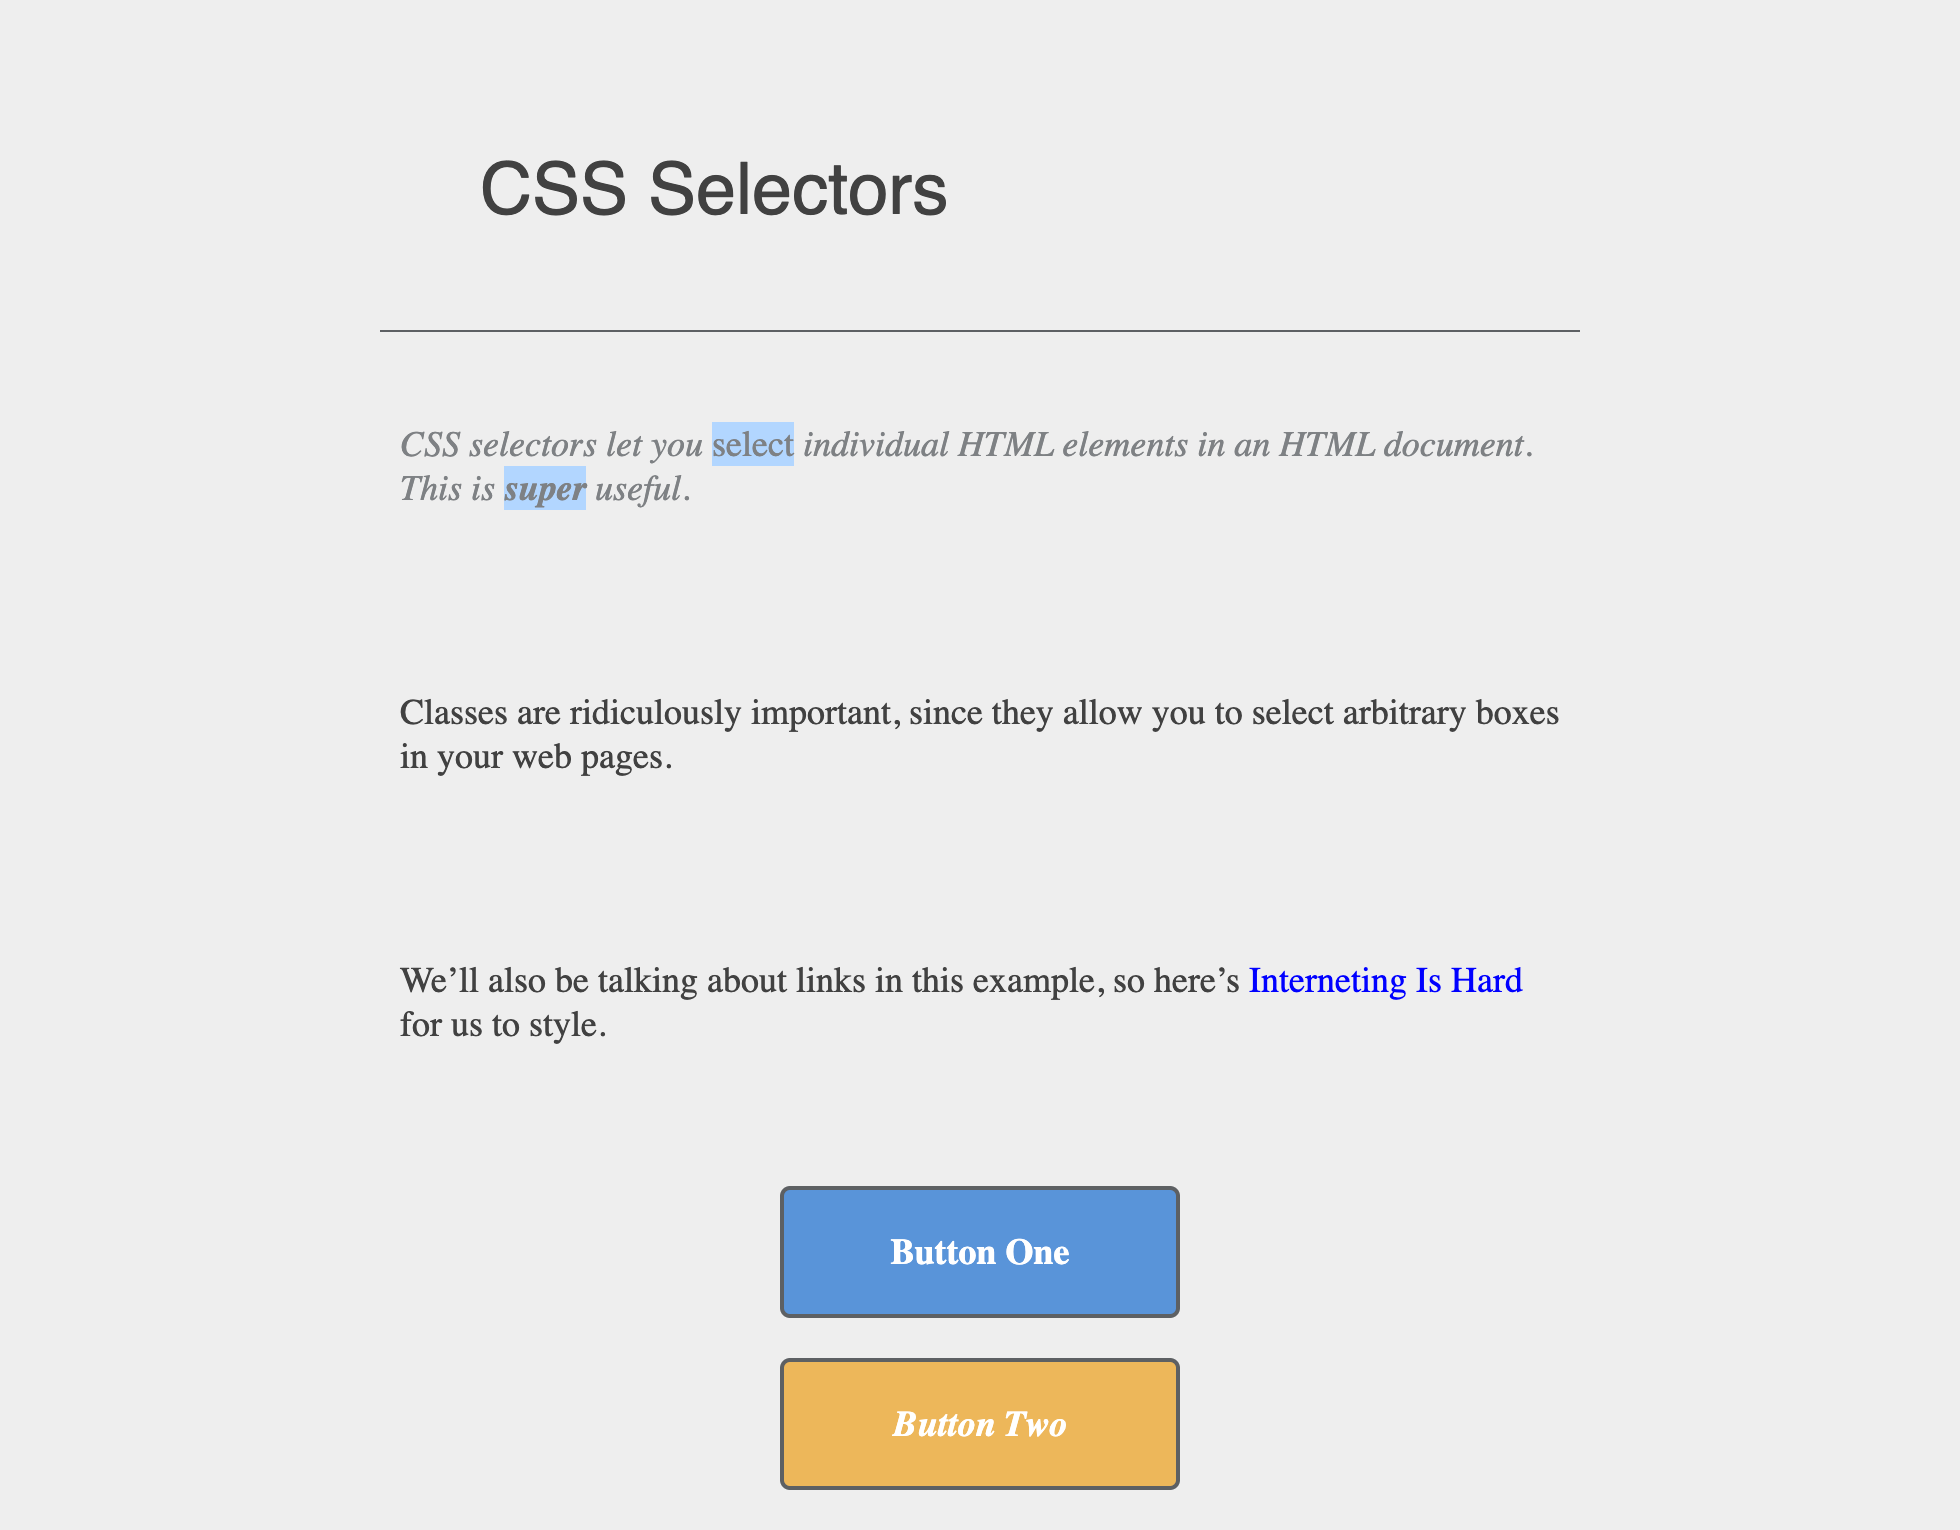 CSS Selectors
CSS selectors let you select individual HTML elements in an HTML document.
This is super useful.
Classes are ridiculously important, since they allow you to select arbitrary boxes
in your web pages.
We’ll also be talking about links in this example, so here’s Interneting Is Hard
for us to style.
Button One
Button Two